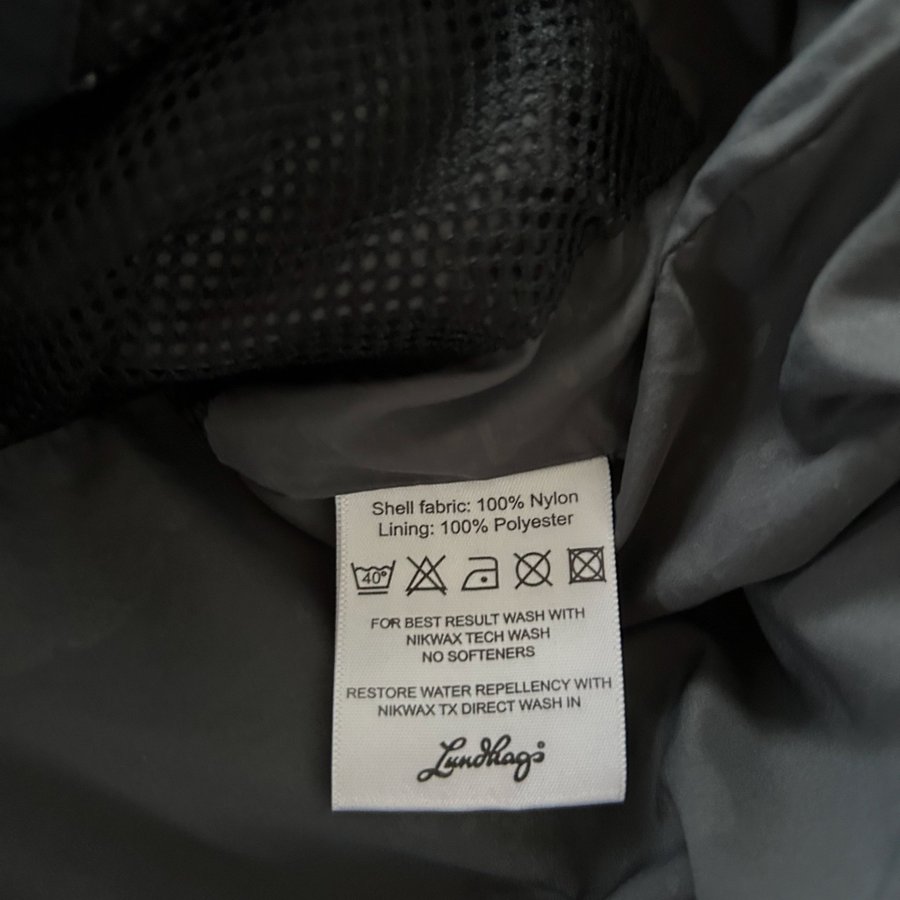 Shell fabric: 100% Nylon
Lining: 100% Polyester
40°
FOR BEST RESULT WASH WITH
NIKWAX TECH WASH
NO SOFTENERS
RESTORE WATER REPELLENCY WITH
NIKWAX TX DIRECT WASH IN
Lundhags